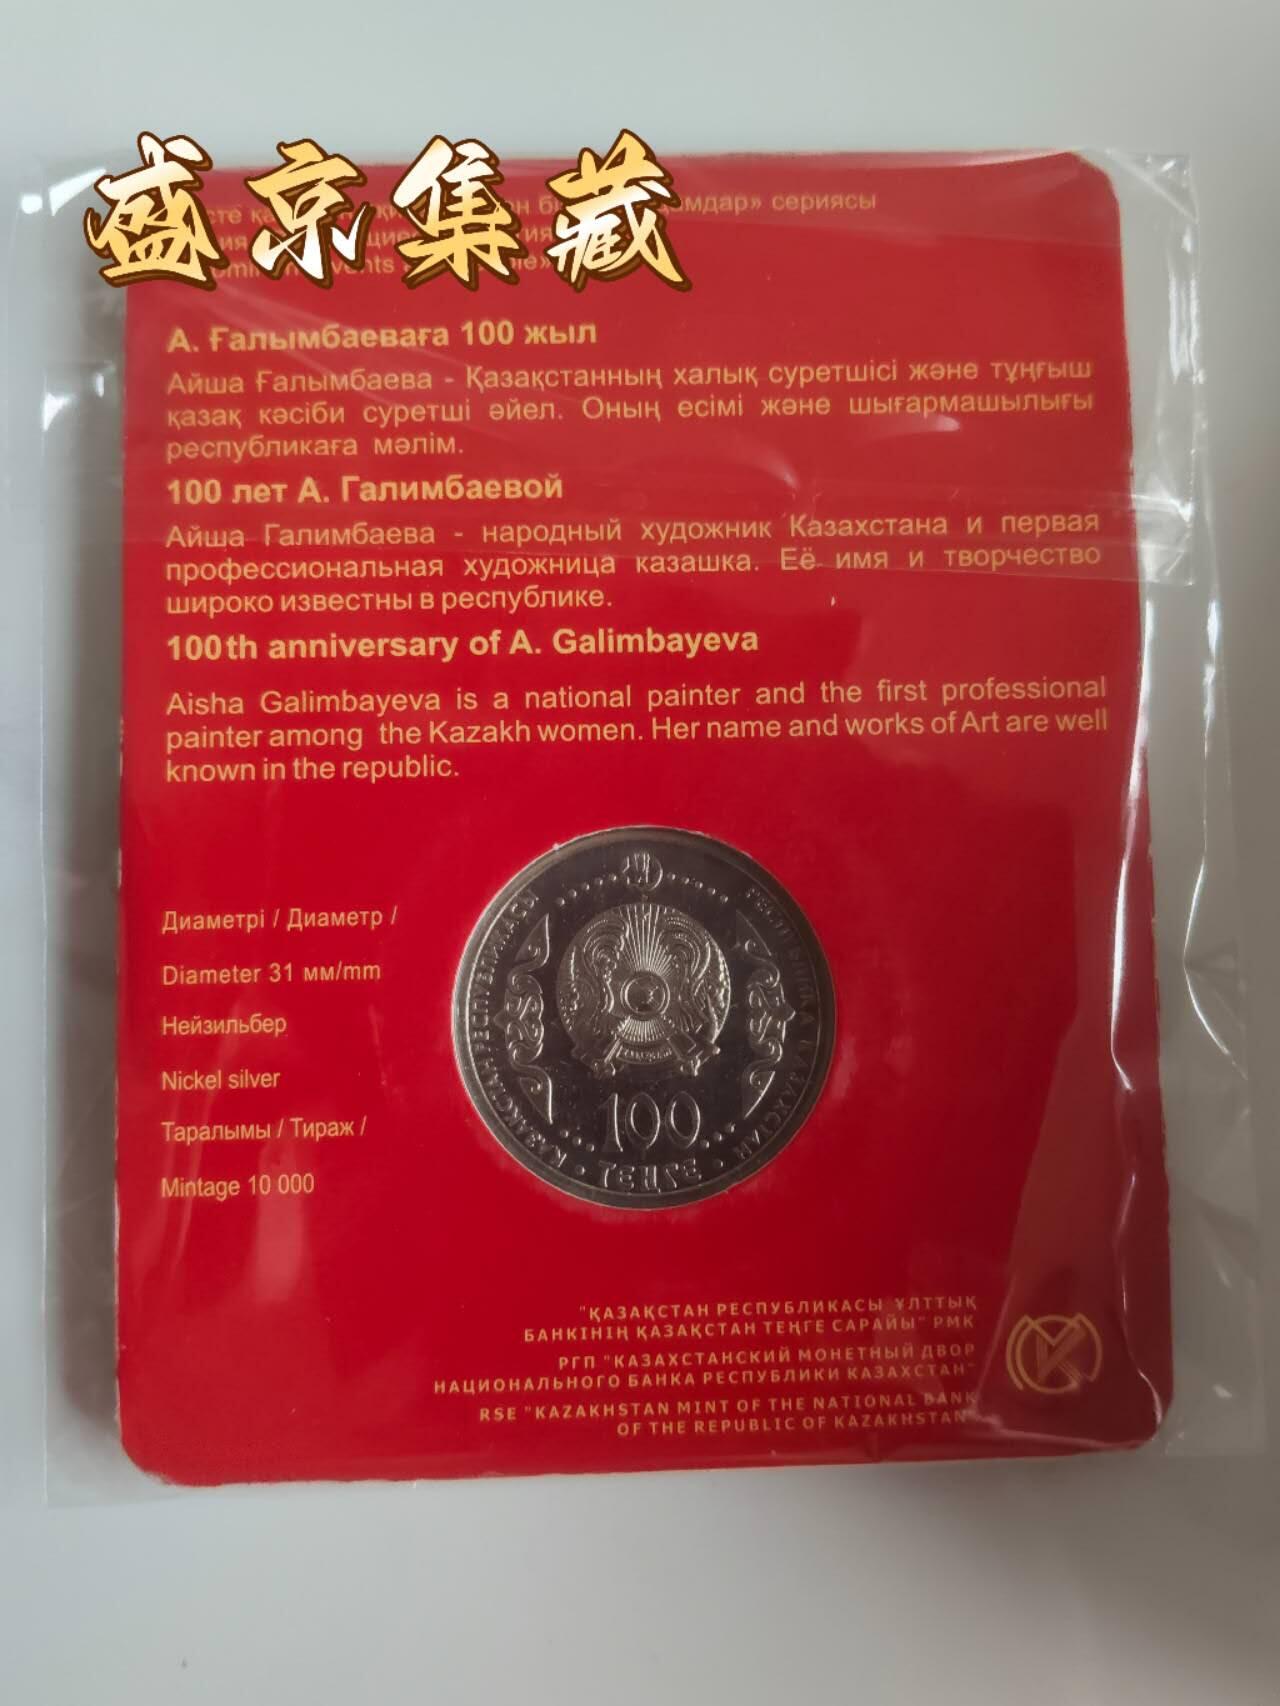 盛京集藏
дамдар» сериясы
А. Ғалымбаеваға 100 жыл
Айша Ғалымбаева - Қазақстанның халық суретшісі және тұңғыш
қазақ кәсіби суретші әйел. Оның есімі және шығармашылығы
республикаға мәлім.
100 лет А. Галимбаевой
Айша Галимбаева - народный художник Казахстана и первая
профессиональная художница казашка. Её имя и творчество
широко известны в республике.
100th anniversary of A. Galimbayeva
Aisha Galimbayeva is a national painter and the first professional
painter among the Kazakh women. Her name and works of Art are well
known in the republic.
Диаметрі / Диаметр /
Diameter 31 мм/mm
Нейзильбер
Nickel silver
Таралымы / Тираж /
Mintage 10 000
ҚАЗАҚСТАН РЕСПУБЛИКАСЫ
РЕСПУБЛИКА КАЗАХСТАН
100
ТЕҢГЕ
"ҚАЗАҚСТАН РЕСПУБЛИКАСЫ ҰЛТТЫҚ
БАНКІНІҢ ҚАЗАҚСТАН ТЕҢГЕ САРАЙЫ" РМК
РГП "КАЗАХСТАНСКИЙ МОНЕТНЫЙ ДВОР
НАЦИОНАЛЬНОГО БАНКА РЕСПУБЛИКИ КАЗАХСТАН"
RSE "KAZAKHSTAN MINT OF THE NATIONAL BANK
OF THE REPUBLIC OF KAZAKHSTAN"